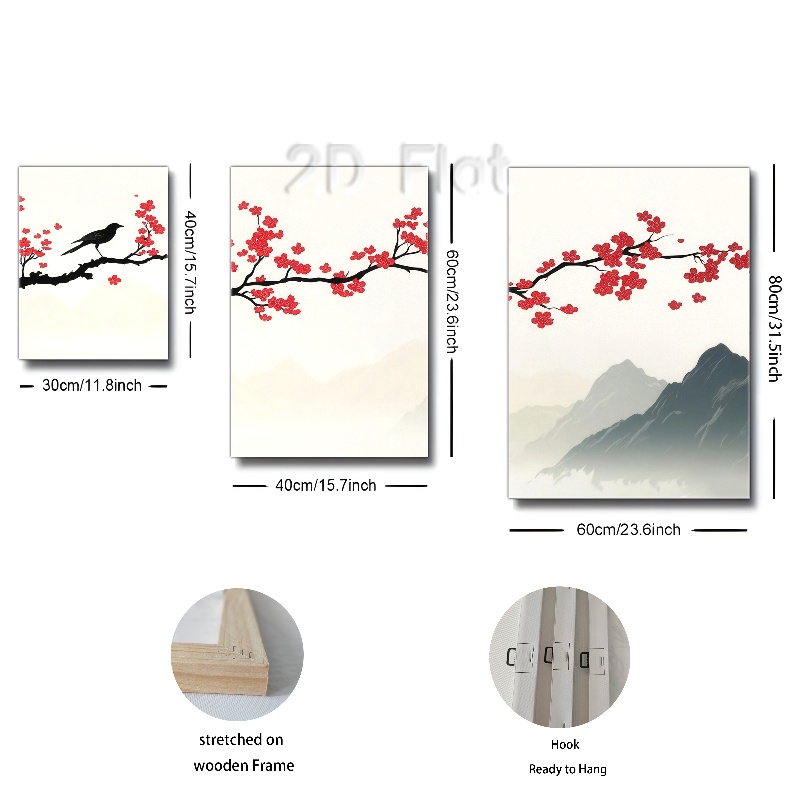 2D Flat
40cm/15.7inch
30cm/11.8inch
60cm/23.6inch
40cm/15.7inch
80cm/31.5inch
60cm/23.6inch
stretched on
wooden Frame
Hook
Ready to Hang